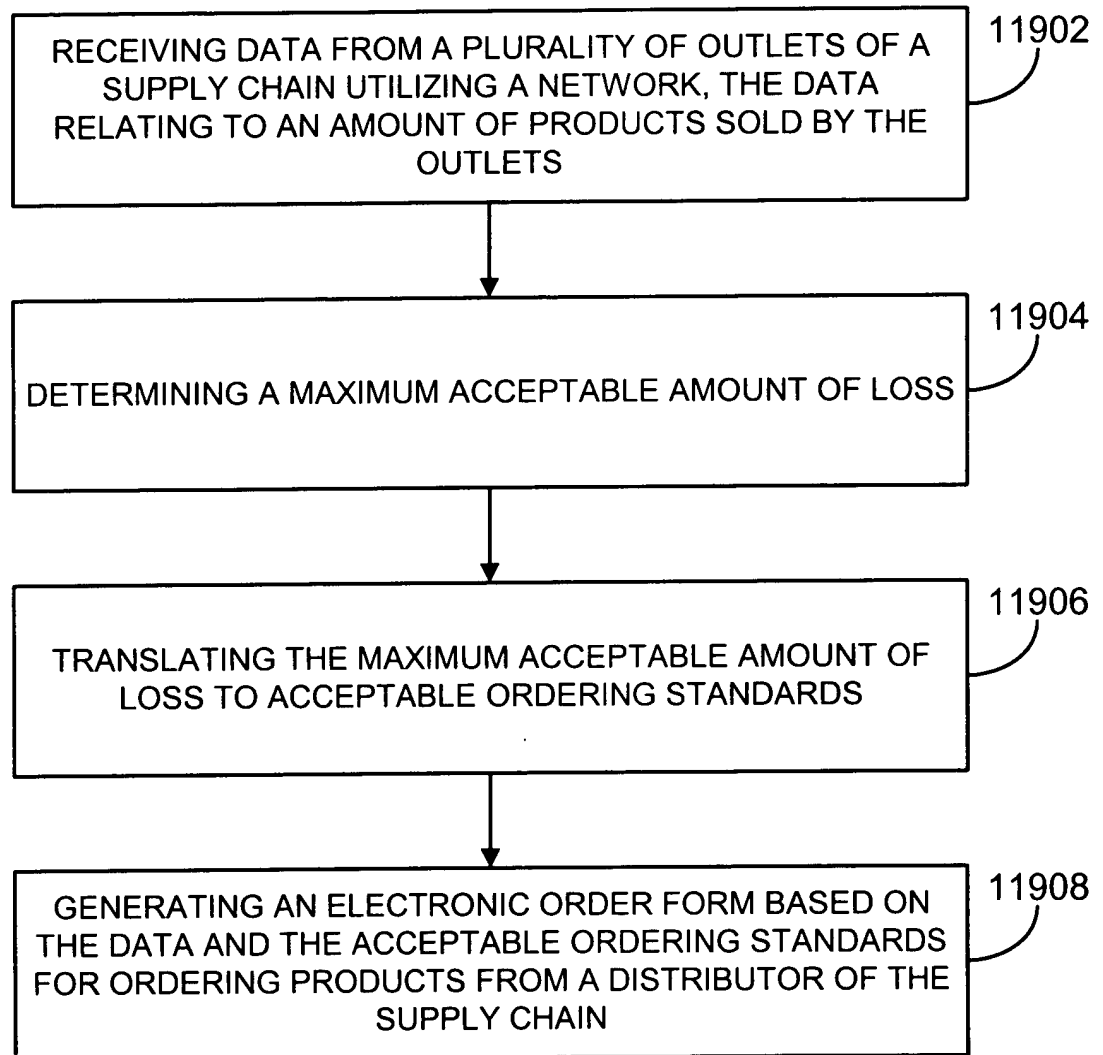 RECEIVING DATA FROM A PLURALITY OF OUTLETS OF A
SUPPLY CHAIN UTILIZING A NETWORK, THE DATA
RELATING TO AN AMOUNT OF PRODUCTS SOLD BY THE
OUTLETS
11902
DETERMINING A MAXIMUM ACCEPTABLE AMOUNT OF LOSS
11904
TRANSLATING THE MAXIMUM ACCEPTABLE AMOUNT OF
LOSS TO ACCEPTABLE ORDERING STANDARDS
11906
GENERATING AN ELECTRONIC ORDER FORM BASED ON
THE DATA AND THE ACCEPTABLE ORDERING STANDARDS
FOR ORDERING PRODUCTS FROM A DISTRIBUTOR OF THE
SUPPLY CHAIN
11908